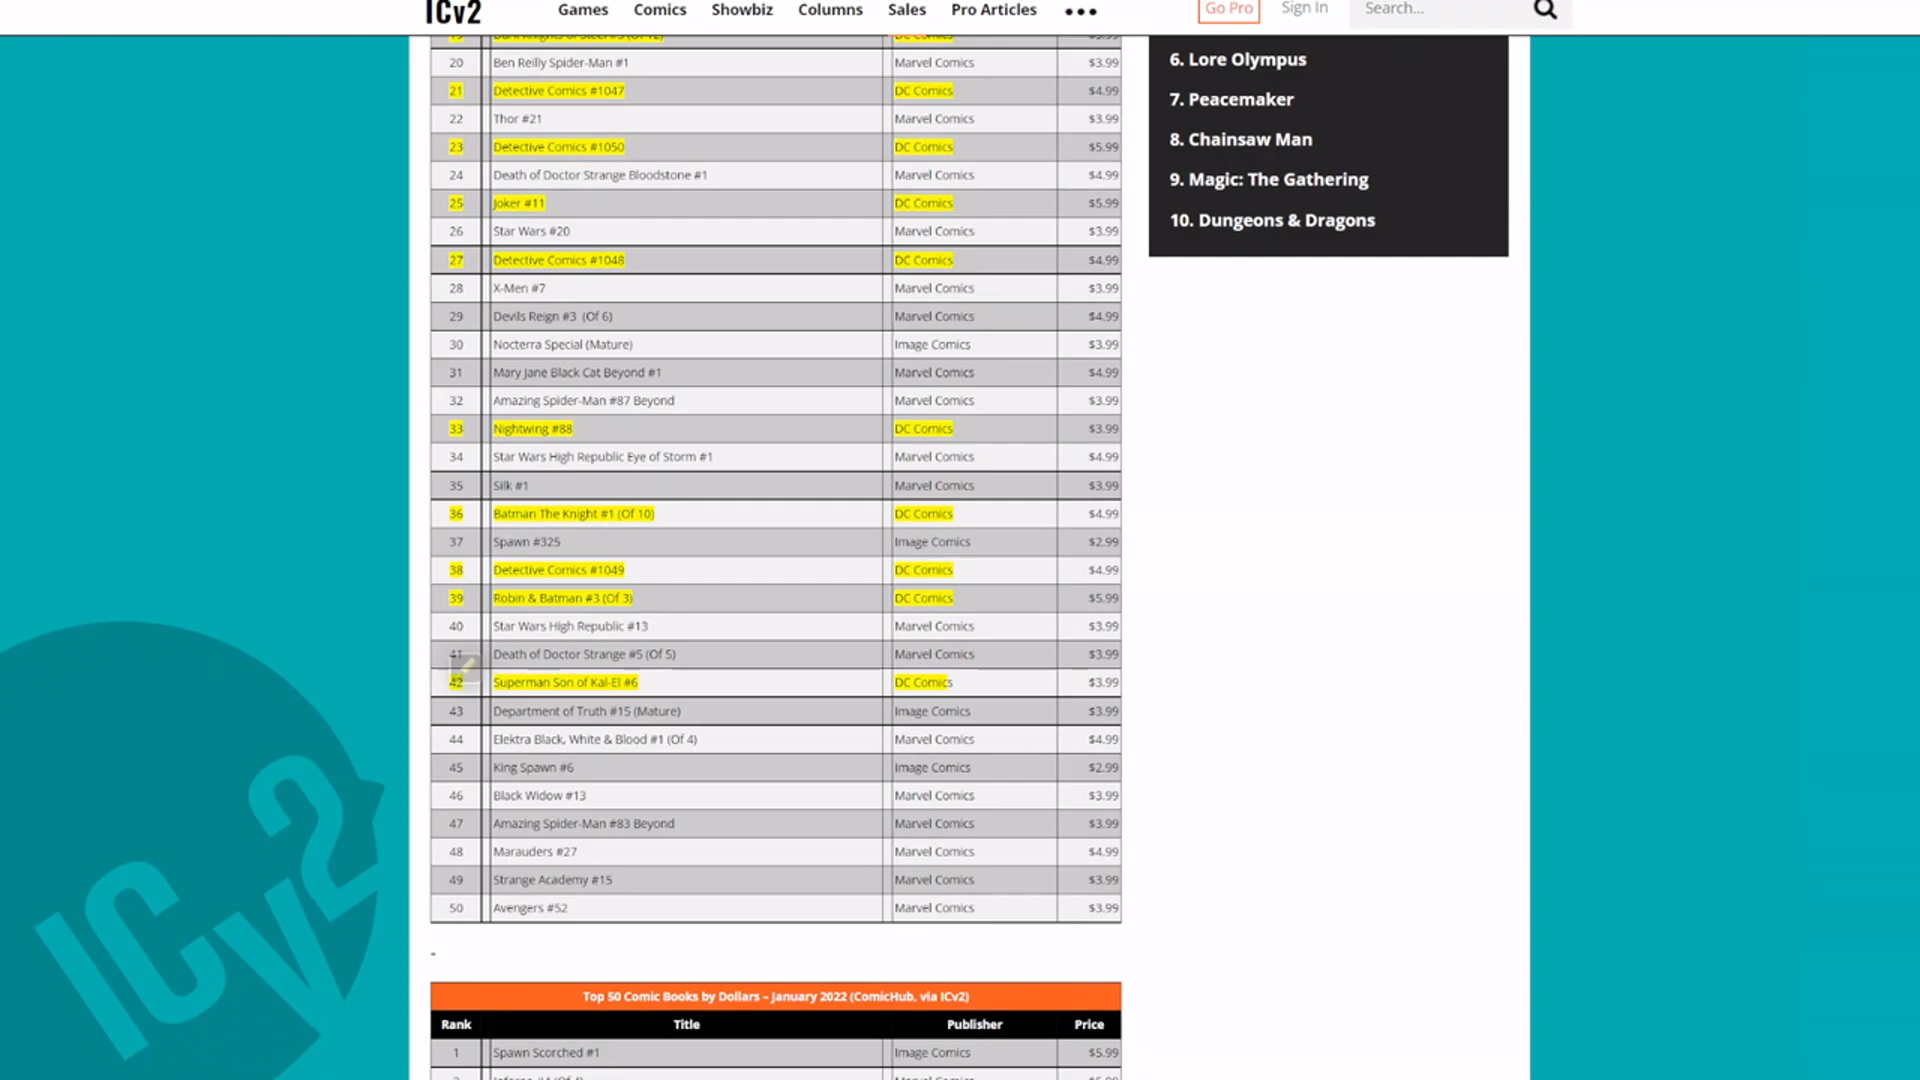 ICv2 Games Comics Showbiz Columns Sales Pro Articles ••• Go Pro Sign In Search...
19 Dark Knights of Steel #3 (Of 12) DC Comics $3.99
20 Ben Reilly Spider-Man #1 Marvel Comics $3.99
21 Detective Comics #1047 DC Comics $4.99
22 Thor #21 Marvel Comics $3.99
23 Detective Comics #1050 DC Comics $5.99
24 Death of Doctor Strange Bloodstone #1 Marvel Comics $4.99
25 Joker #11 DC Comics $5.99
26 Star Wars #20 Marvel Comics $3.99
27 Detective Comics #1048 DC Comics $4.99
28 X-Men #7 Marvel Comics $3.99
29 Devils Reign #3 (Of 6) Marvel Comics $4.99
30 Nocterra Special (Mature) Image Comics $3.99
31 Mary Jane Black Cat Beyond #1 Marvel Comics $4.99
32 Amazing Spider-Man #87 Beyond Marvel Comics $3.99
33 Nightwing #88 DC Comics $3.99
34 Star Wars High Republic Eye of Storm #1 Marvel Comics $4.99
35 Silk #1 Marvel Comics $3.99
36 Batman The Knight #1 (Of 10) DC Comics $4.99
37 Spawn #325 Image Comics $2.99
38 Detective Comics #1049 DC Comics $4.99
39 Robin & Batman #3 (Of 3) DC Comics $5.99
40 Star Wars High Republic #13 Marvel Comics $3.99
41 Death of Doctor Strange #5 (Of 5) Marvel Comics $3.99
42 Superman Son of Kal-El #6 DC Comics $3.99
43 Department of Truth #15 (Mature) Image Comics $3.99
44 Elektra Black, White & Blood #1 (Of 4) Marvel Comics $4.99
45 King Spawn #6 Image Comics $2.99
46 Black Widow #13 Marvel Comics $3.99
47 Amazing Spider-Man #83 Beyond Marvel Comics $3.99
48 Marauders #27 Marvel Comics $4.99
49 Strange Academy #15 Marvel Comics $3.99
50 Avengers #52 Marvel Comics $3.99
-
Top 50 Comic Books by Dollars – January 2022 (ComicHub, via ICv2)
Rank Title Publisher Price
1 Spawn Scorched #1 Image Comics $5.99
6. Lore Olympus
7. Peacemaker
8. Chainsaw Man
9. Magic: The Gathering
10. Dungeons & Dragons
ICv2